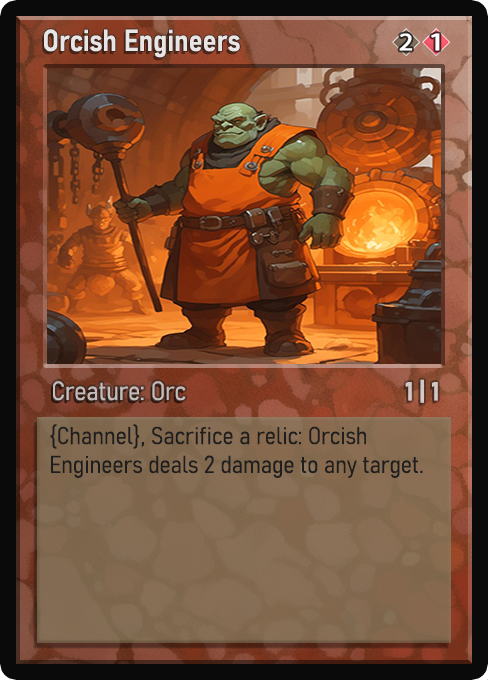 Orcish Engineers 2 1
Creature: Orc 1|1
{Channel}, Sacrifice a relic: Orcish
Engineers deals 2 damage to any target.